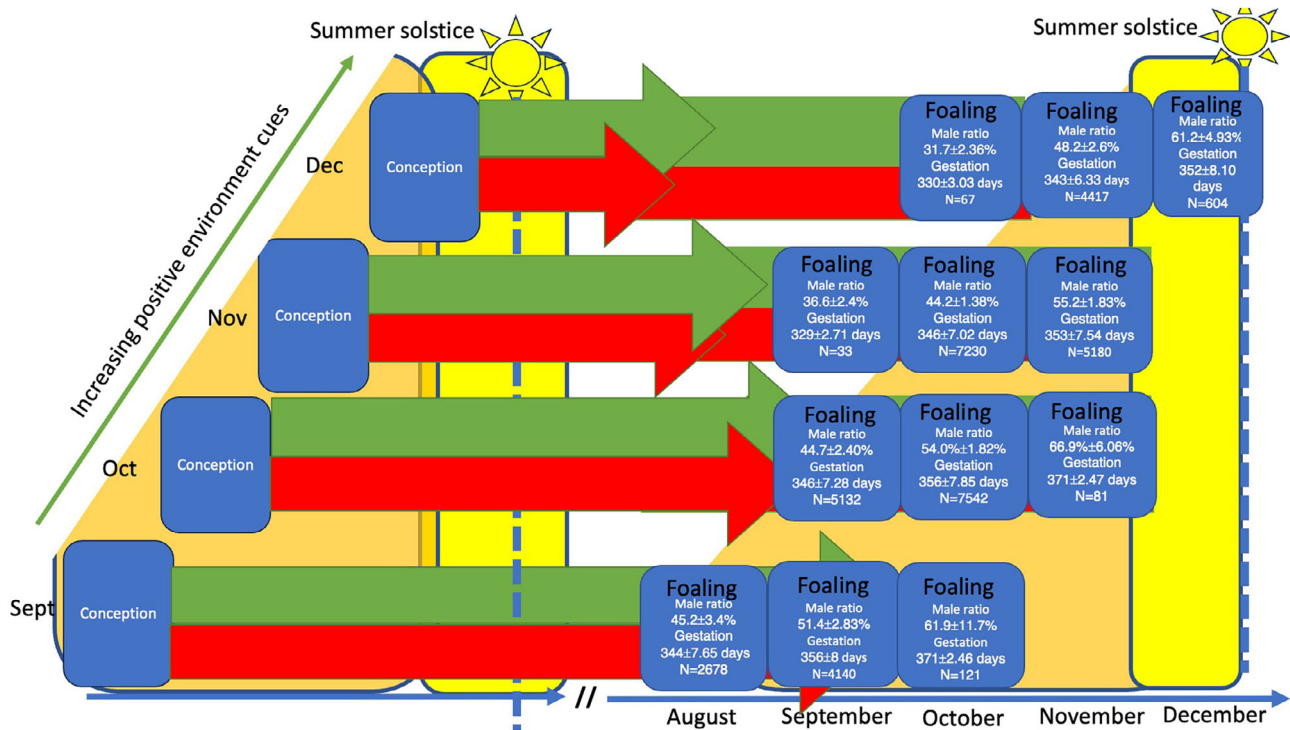 Summer solstice
Summer solstice
Increasing positive environment cues
Dec
Conception
Foaling
Male ratio
31.7±2.36%
Gestation
330±3.03 days
N=67
Foaling
Male ratio
48.2±2.6%
Gestation
343±6.33 days
N=4417
Foaling
Male ratio
61.2±4.93%
Gestation
352±8.10
days
N=604
Nov
Conception
Foaling
Male ratio
36.6±2.4%
Gestation
329±2.71 days
N=33
Foaling
Male ratio
44.2±1.38%
Gestation
346±7.02 days
N=7230
Foaling
Male ratio
55.2±1.83%
Gestation
353±7.54 days
N=5180
Oct
Conception
Foaling
Male ratio
44.7±2.40%
Gestation
346±7.28 days
N=5132
Foaling
Male ratio
54.0%±1.82%
Gestation
356±7.85 days
N=7542
Foaling
Male ratio
66.9%±6.06%
Gestation
371±2.47 days
N=81
Sept
Conception
Foaling
Male ratio
45.2±3.4%
Gestation
344±7.65 days
N=2678
Foaling
Male ratio
51.4±2.83%
Gestation
356±8 days
N=4140
Foaling
Male ratio
61.9±11.7%
Gestation
371±2.46 days
N=121
//
August
September
October
November
December